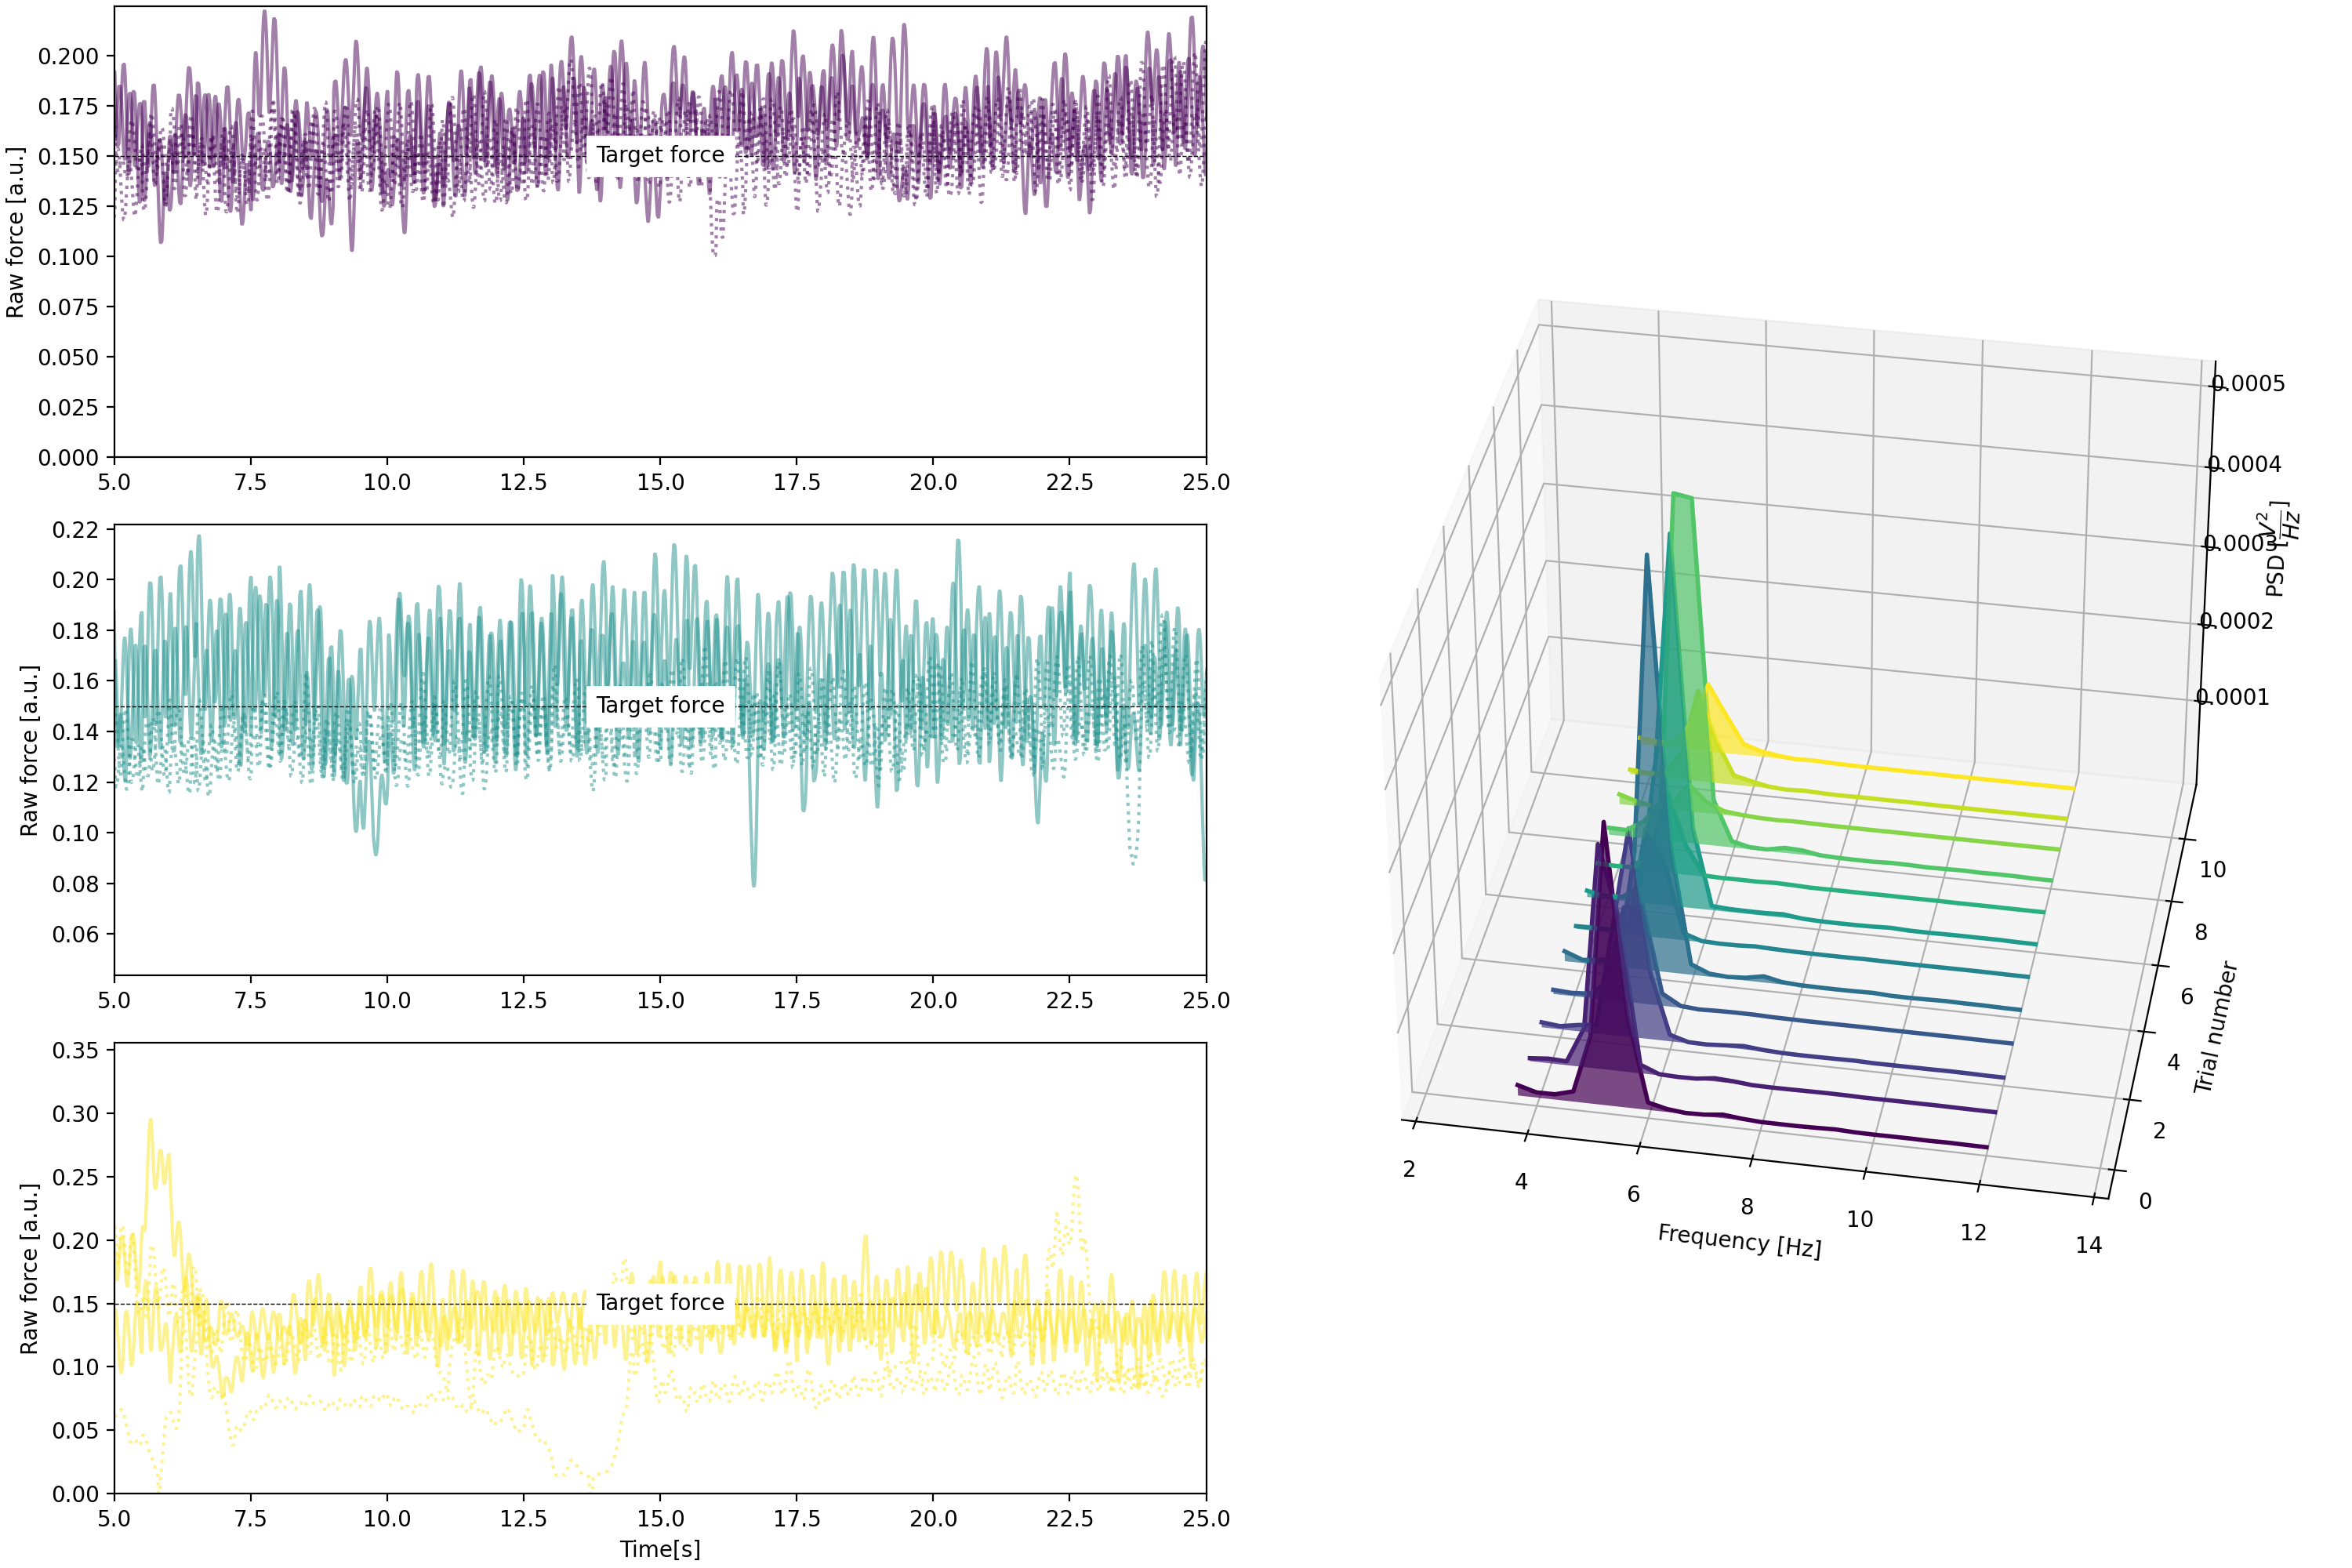 0.200
0.175
0.150
0.125
0.100
0.075
0.050
0.025
0.000
Raw force [a.u.]
Target force
5.0 7.5 10.0 12.5 15.0 17.5 20.0 22.5 25.0
0.22
0.20
0.18
0.16
0.14
0.12
0.10
0.08
0.06
Raw force [a.u.]
Target force
5.0 7.5 10.0 12.5 15.0 17.5 20.0 22.5 25.0
0.35
0.30
0.25
0.20
0.15
0.10
0.05
0.00
Raw force [a.u.]
Target force
5.0 7.5 10.0 12.5 15.0 17.5 20.0 22.5 25.0
Time[s]
0.0005
0.0004
0.0003
0.0002
0.0001
PSD [V²/Hz]
10
8
6
4
2
0
Trial number
2 4 6 8 10 12 14
Frequency [Hz]